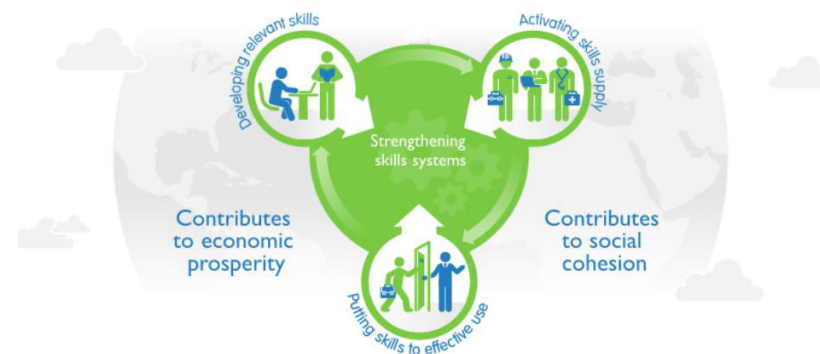 Developing relevant skills
Activating skills supply
Strengthening
skills systems
Contributes
to economic
prosperity
Contributes
to social
cohesion
Putting skills to effective use